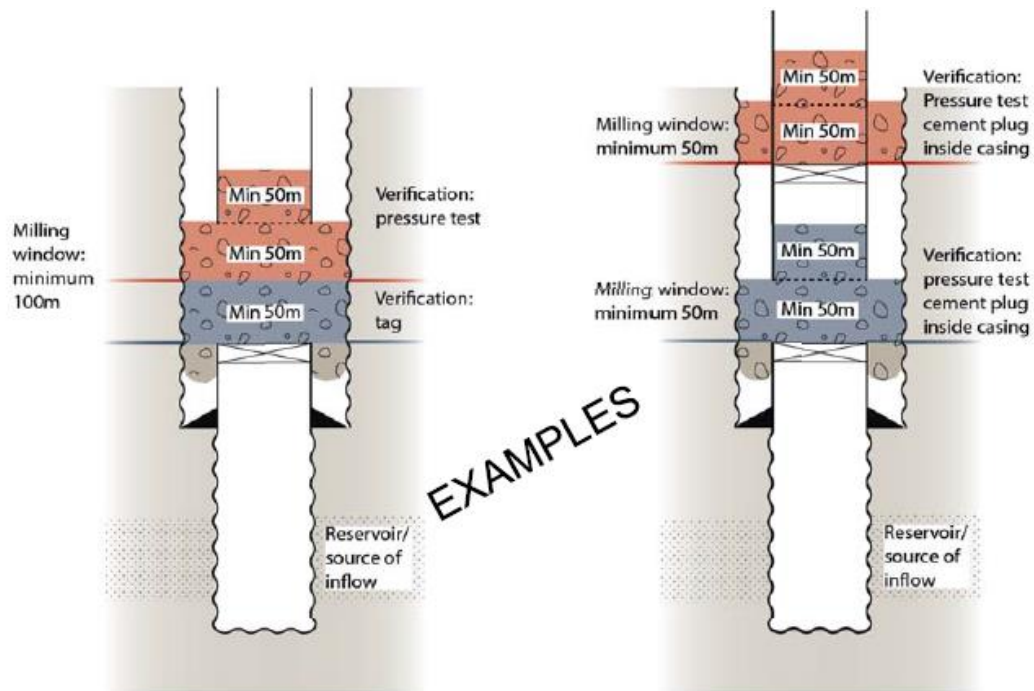 Min 50m
Verification:
pressure test
Min 50m
Milling
window:
minimum
100m
Min 50m
Verification:
tag
Reservoir/
source of
inflow
EXAMPLES
Min 50m
Verification:
Pressure test
cement plug
inside casing
Milling window:
minimum 50m
Min 50m
Min 50m
Verification:
pressure test
cement plug
inside casing
Milling window:
minimum 50m
Min 50m
Reservoir/
source of
inflow